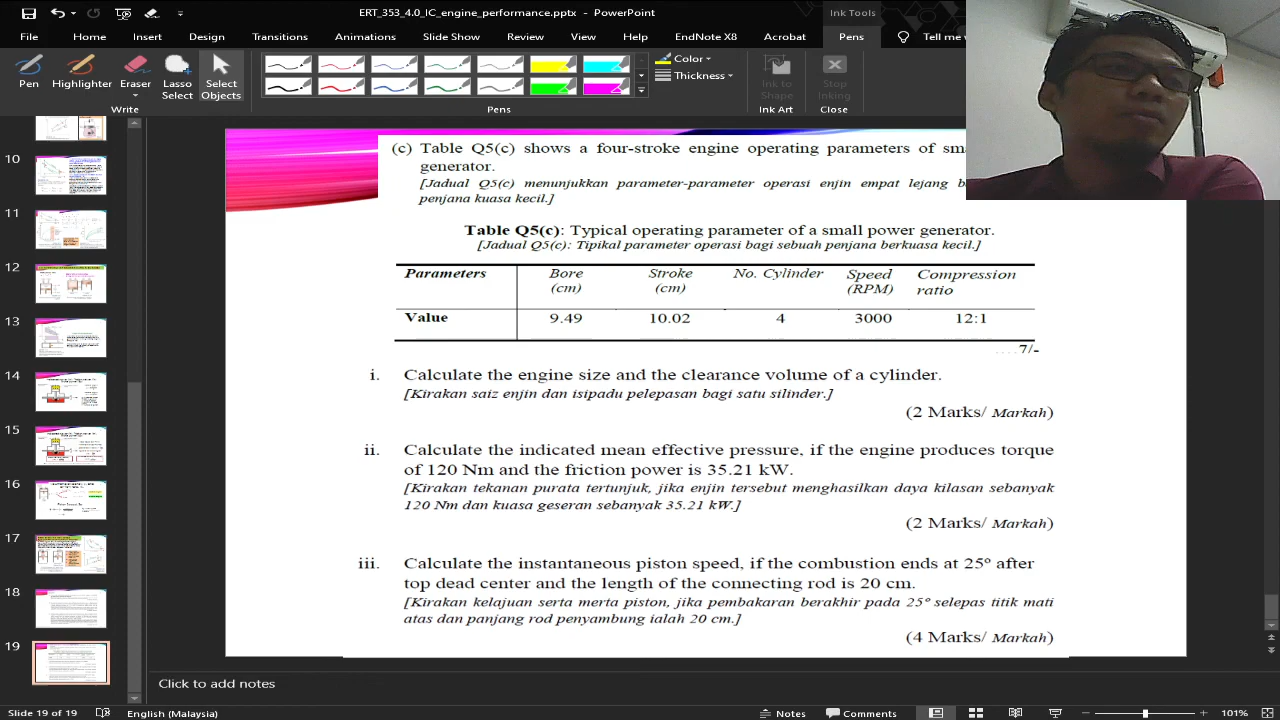 ERT_353_4.0_IC_engine_performance.pptx - PowerPoint
Ink Tools
File Home Insert Design Transitions Animations Slide Show Review View Help EndNote X8 Acrobat Pens Tell me
Pen Highlighter Eraser Lasso Select Select Objects
Write
Pens
Color
Thickness
Ink to Shape
Ink Art
Stop Inking
Close
(c) Table Q5(c) shows a four-stroke engine operating parameters of
generator.
[Jadual Q5(c) menunjukkan parameter-parameter operasi enjin empat lejang
penjana kuasa kecil.]
Table Q5(c): Typical operating parameter of a small power generator.
Q5(c): Tipikal parameter operasi bagi sebuah penjana berkuasa kecil.]
Parameters Bore (cm) Stroke (cm) No. Cylinder Speed (RPM) Compression ratio
Value 9.49 10.02 4 3000 12:1
....7/-
i. Calculate the engine size and the clearance volume of a cylinder.
[Kirakan saiz enjin dan isipadu pelepasan bagi satu silinder.]
(2 Marks/ Markah)
ii. Calculate indicated mean effective pressure, if the engine produces torque
of 120 Nm and the friction power is 35.21 kW.
[Kirakan tekanan purata tertunjuk, jika enjin tersebut menghasilkan daya kilasan sebanyak
120 Nm dan kuasa geseran sebanyak 35.21 kW.]
(2 Marks/ Markah)
iii. Calculate the instantaneous piston speed, if the combustion ends at 25° after
top dead center and the length of the connecting rod is 20 cm.
[Kirakan kelajuan serta-merta piston, jika pembakaran berakhir pada 25° selepas titik mati
atas dan panjang rod penyambung ialah 20 cm.]
(4 Marks/ Markah)
10
11
13
14
15
16
17
18
19
Click to add notes
Slide 19 of 19 English (Malaysia) Notes Comments 101%